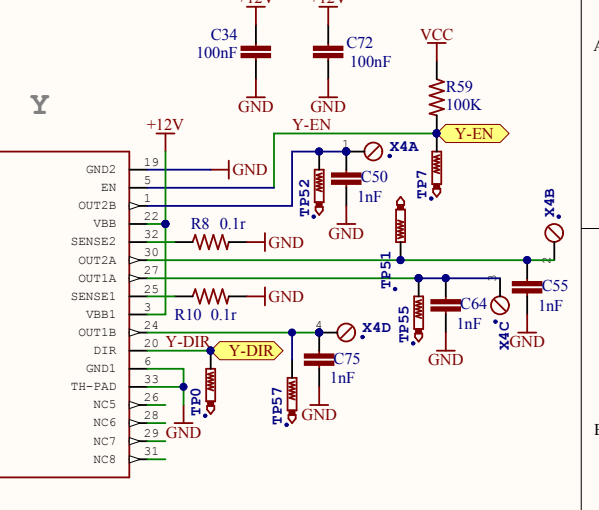 +12V
+12V
C34
100nF
C72
100nF
VCC
A
R59
100K
Y
GND
GND
+12V
Y-EN
Y-EN
1
X4A
GND2
19
GND
EN
5
TP52
C50
1nF
TP7
OUT2B
1
X4B
VBB
22
R8 0.1r
GND
SENSE2
32
GND
OUT2A
30
TP51
2
OUT1A
27
3
SENSE1
25
GND
TP55
C64
1nF
X4C
C55
1nF
VBB1
3
R10 0.1r
OUT1B
24
4
X4D
GND
DIR
20
Y-DIR
Y-DIR
C75
1nF
GND
GND1
6
TH-PAD
33
TP0
TP57
NC5
26
GND
NC6
28
GND
NC7
29
NC8
31